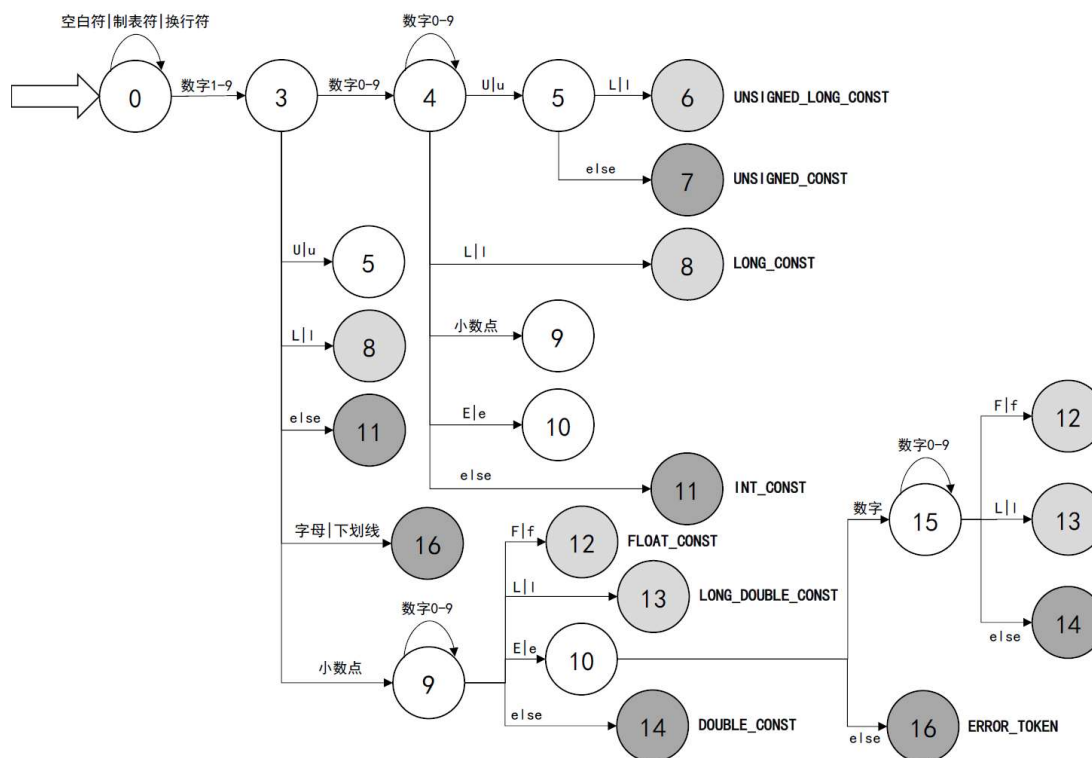 空白符|制表符|换行符
数字0-9
0
数字1-9
3
数字0-9
4
U|u
5
L|l
6
UNSIGNED_LONG_CONST
else
7
UNSIGNED_CONST
U|u
5
L|l
8
LONG_CONST
L|l
8
小数点
9
else
11
E|e
10
else
11
INT_CONST
字母|下划线
16
F|f
12
FLOAT_CONST
L|l
13
LONG_DOUBLE_CONST
数字0-9
小数点
9
E|e
10
else
14
DOUBLE_CONST
数字
数字0-9
15
F|f
12
L|l
13
else
14
else
16
ERROR_TOKEN